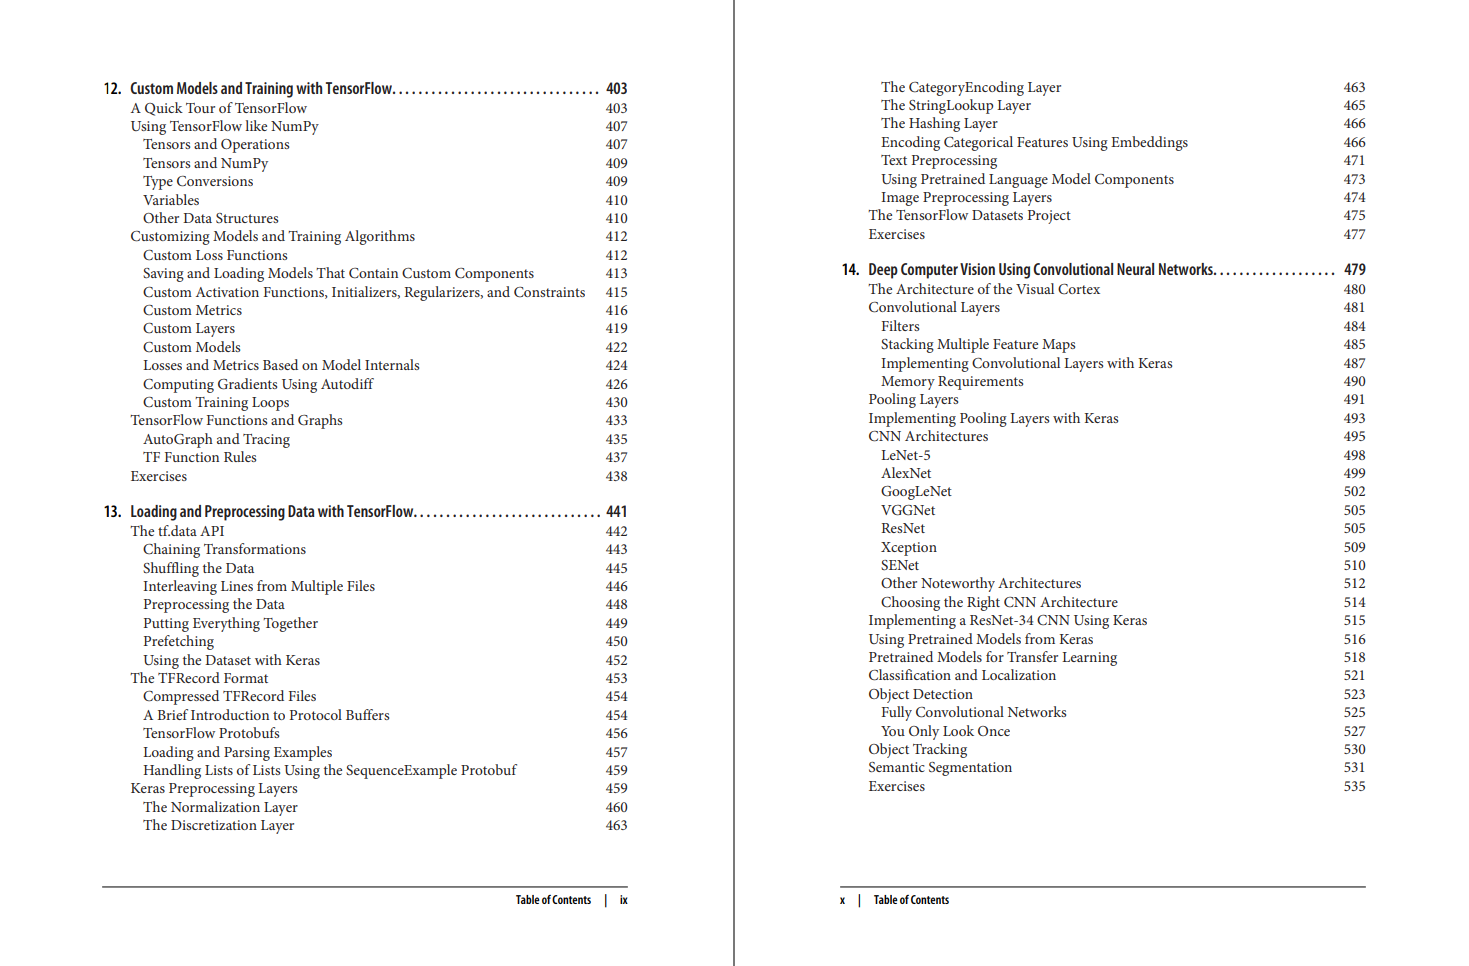 12. Custom Models and Training with TensorFlow. . . . . . . . . . . . . . . . . . . . . . . . . . . . . . . 403
A Quick Tour of TensorFlow 403
Using TensorFlow like NumPy 407
Tensors and Operations 407
Tensors and NumPy 409
Type Conversions 409
Variables 410
Other Data Structures 410
Customizing Models and Training Algorithms 412
Custom Loss Functions 412
Saving and Loading Models That Contain Custom Components 413
Custom Activation Functions, Initializers, Regularizers, and Constraints 415
Custom Metrics 416
Custom Layers 419
Custom Models 422
Losses and Metrics Based on Model Internals 424
Computing Gradients Using Autodiff 426
Custom Training Loops 430
TensorFlow Functions and Graphs 433
AutoGraph and Tracing 435
TF Function Rules 437
Exercises 438
13. Loading and Preprocessing Data with TensorFlow. . . . . . . . . . . . . . . . . . . . . . . . . . . . 441
The tf.data API 442
Chaining Transformations 443
Shuffling the Data 445
Interleaving Lines from Multiple Files 446
Preprocessing the Data 448
Putting Everything Together 449
Prefetching 450
Using the Dataset with Keras 452
The TFRecord Format 453
Compressed TFRecord Files 454
A Brief Introduction to Protocol Buffers 454
TensorFlow Protobufs 456
Loading and Parsing Examples 457
Handling Lists of Lists Using the SequenceExample Protobuf 459
Keras Preprocessing Layers 459
The Normalization Layer 460
The Discretization Layer 463
Table of Contents | ix
The CategoryEncoding Layer 463
The StringLookup Layer 465
The Hashing Layer 466
Encoding Categorical Features Using Embeddings 466
Text Preprocessing 471
Using Pretrained Language Model Components 473
Image Preprocessing Layers 474
The TensorFlow Datasets Project 475
Exercises 477
14. Deep Computer Vision Using Convolutional Neural Networks. . . . . . . . . . . . . . . . . . . 479
The Architecture of the Visual Cortex 480
Convolutional Layers 481
Filters 484
Stacking Multiple Feature Maps 485
Implementing Convolutional Layers with Keras 487
Memory Requirements 490
Pooling Layers 491
Implementing Pooling Layers with Keras 493
CNN Architectures 495
LeNet-5 498
AlexNet 499
GoogLeNet 502
VGGNet 505
ResNet 505
Xception 509
SENet 510
Other Noteworthy Architectures 512
Choosing the Right CNN Architecture 514
Implementing a ResNet-34 CNN Using Keras 515
Using Pretrained Models from Keras 516
Pretrained Models for Transfer Learning 518
Classification and Localization 521
Object Detection 523
Fully Convolutional Networks 525
You Only Look Once 527
Object Tracking 530
Semantic Segmentation 531
Exercises 535
x | Table of Contents